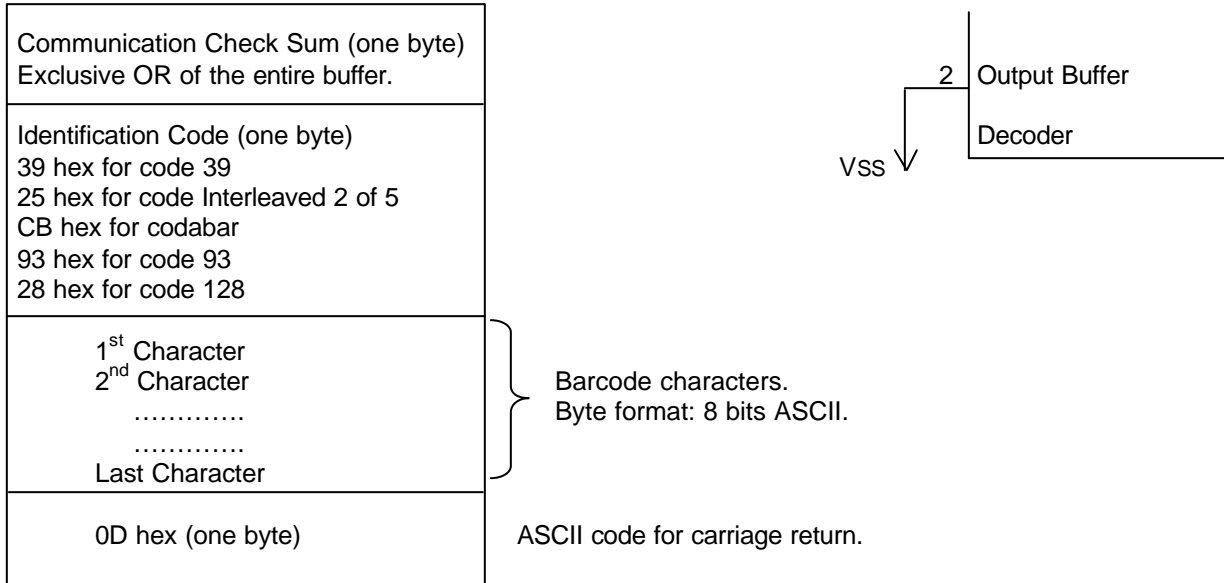 Communication Check Sum (one byte)
Exclusive OR of the entire buffer.
Identification Code (one byte)
39 hex for code 39
25 hex for code Interleaved 2 of 5
CB hex for codabar
93 hex for code 93
28 hex for code 128
1st Character
2nd Character
………….
………….
Last Character
0D hex (one byte)
Barcode characters.
Byte format: 8 bits ASCII.
ASCII code for carriage return.
2 Output Buffer
Decoder
VSS